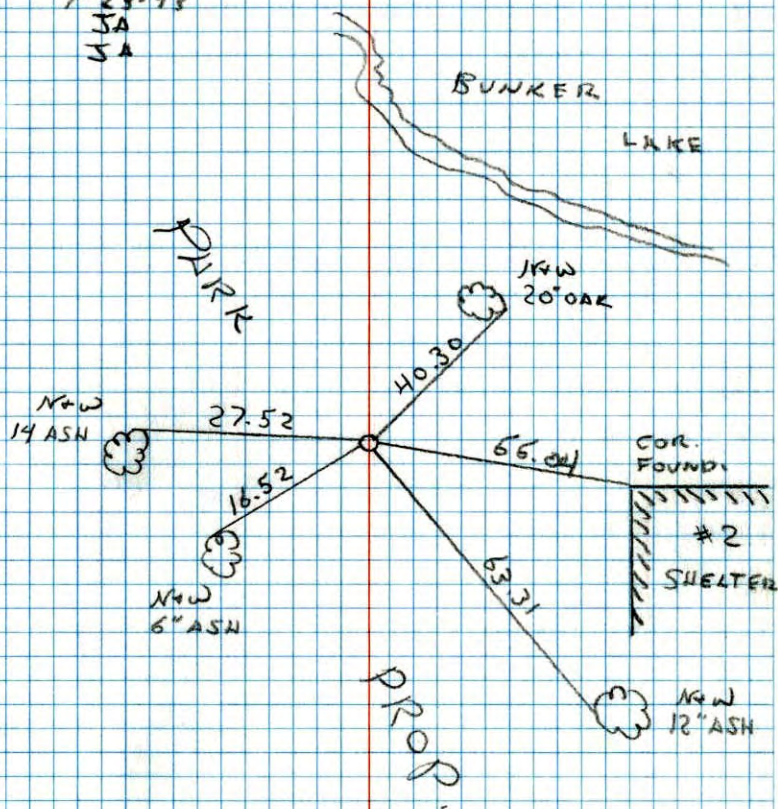 JA
JA
BUNKER
LAKE
PARK
N+W
20" OAK
40.30
N+W
14 ASH
27.52
COR.
FOUND.
66.04
16.52
#2
SHELTER
63.31
N+W
6" ASH
N+W
12" ASH
PROP